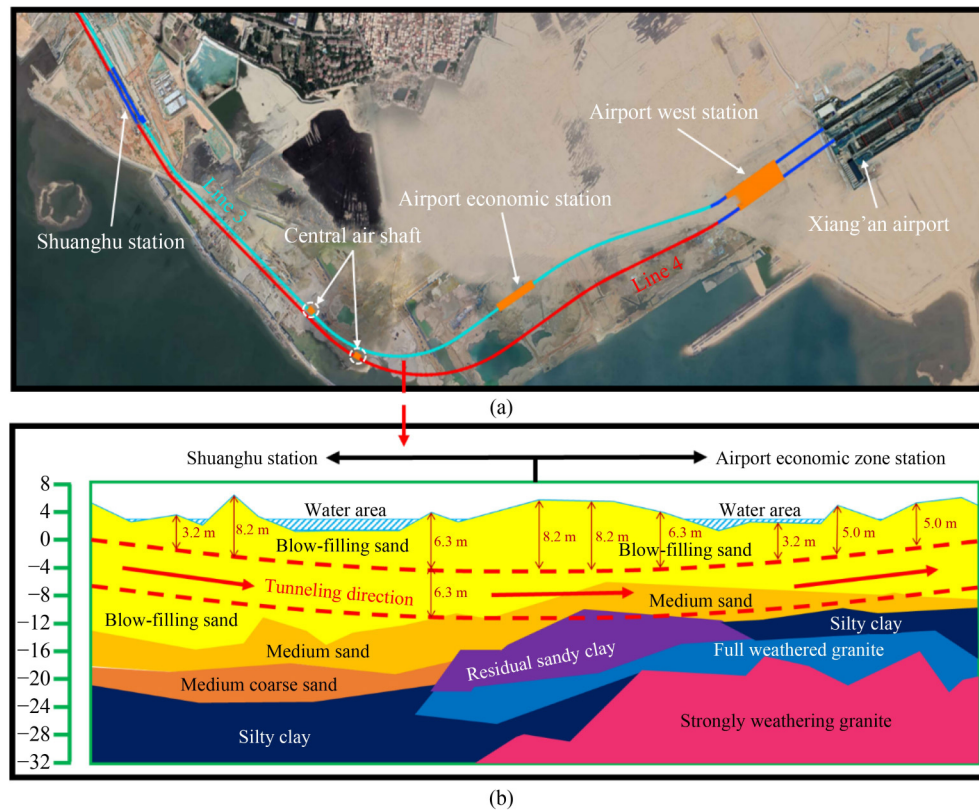 Airport west station
Airport economic station
Line 3
Shuanghu station
Central air shaft
Xiang'an airport
Line 4
(a)
Shuanghu station
Airport economic zone station
8
4
0
−4
−8
−12
−16
−20
−24
−28
−32
Water area
Water area
3.2 m
8.2 m
6.3 m
8.2 m
8.2 m
6.3 m
3.2 m
5.0 m
5.0 m
Blow-filling sand
Blow-filling sand
Tunneling direction
6.3 m
Medium sand
Blow-filling sand
Silty clay
Medium sand
Residual sandy clay
Full weathered granite
Medium coarse sand
Strongly weathering granite
Silty clay
(b)